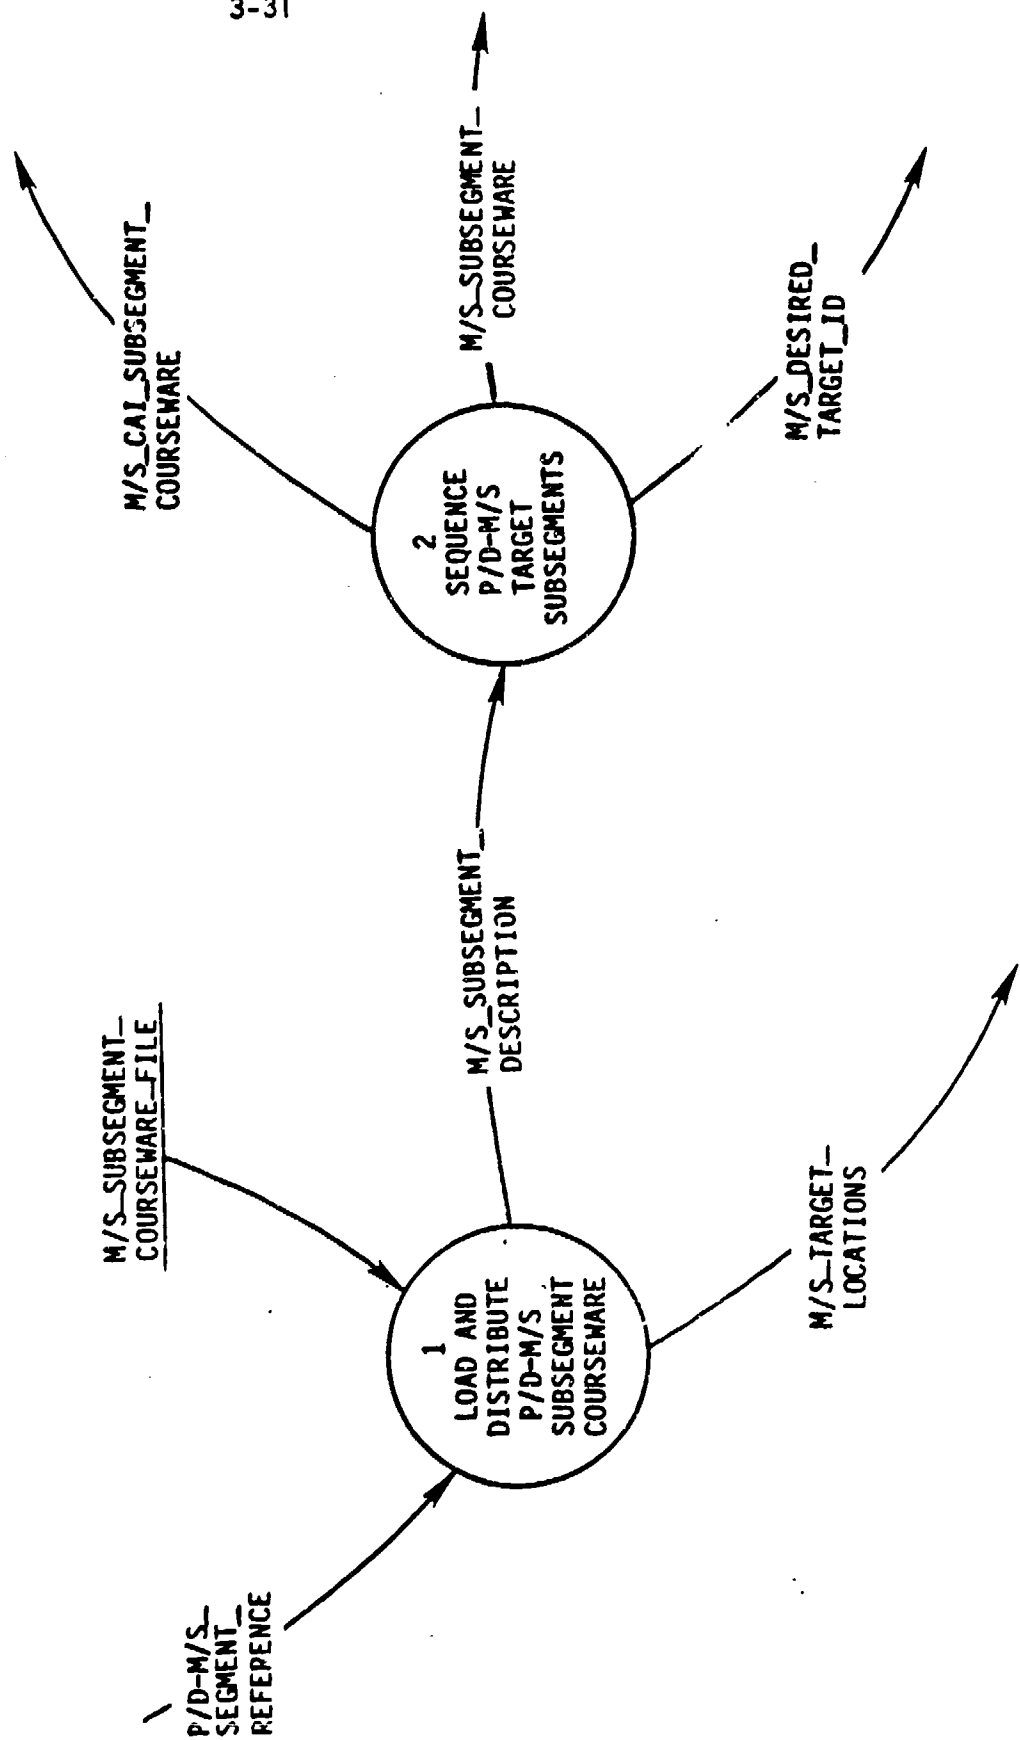 3-31
P/D-M/S_
SEGMENT_
REFERENCE
M/S_SUBSEGMENT_
COURSEWARE_FILE
1
LOAD AND
DISTRIBUTE
P/D-M/S
SUBSEGMENT
COURSEWARE
M/S_TARGET_
LOCATIONS
M/S_SUBSEGMENT_
DESCRIPTION
2
SEQUENCE
P/D-M/S
TARGET
SUBSEGMENTS
M/S_CAI_SUBSEGMENT_
COURSEWARE
M/S_SUBSEGMENT_
COURSEWARE
M/S_DESIRED_
TARGET_ID